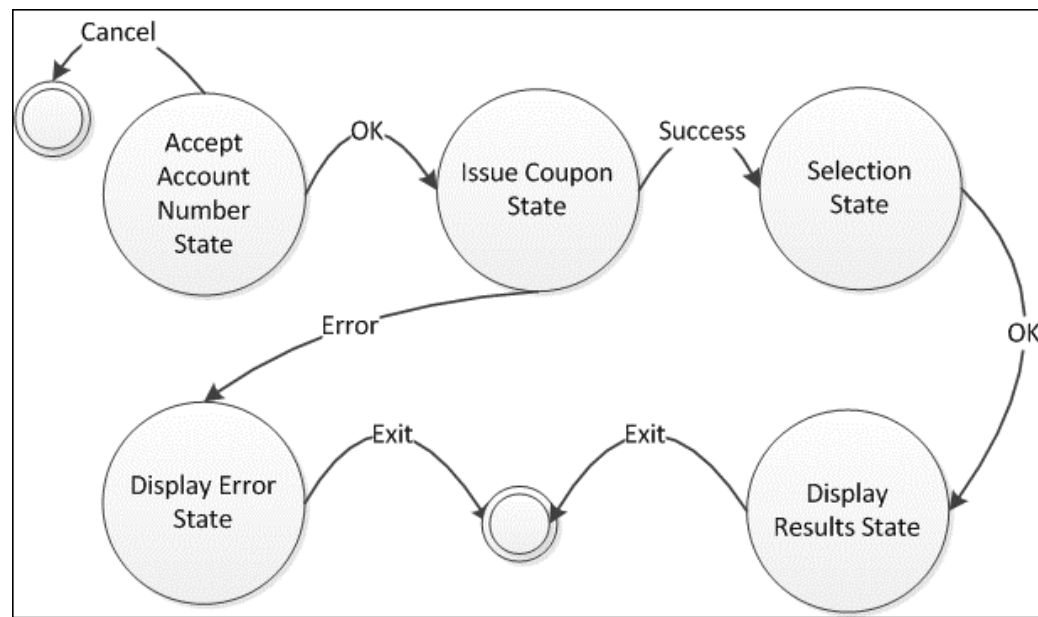 Cancel
Accept
Account
Number
State
OK
Issue Coupon
State
Success
Selection
State
Error
OK
Display Error
State
Exit
Exit
Display
Results State